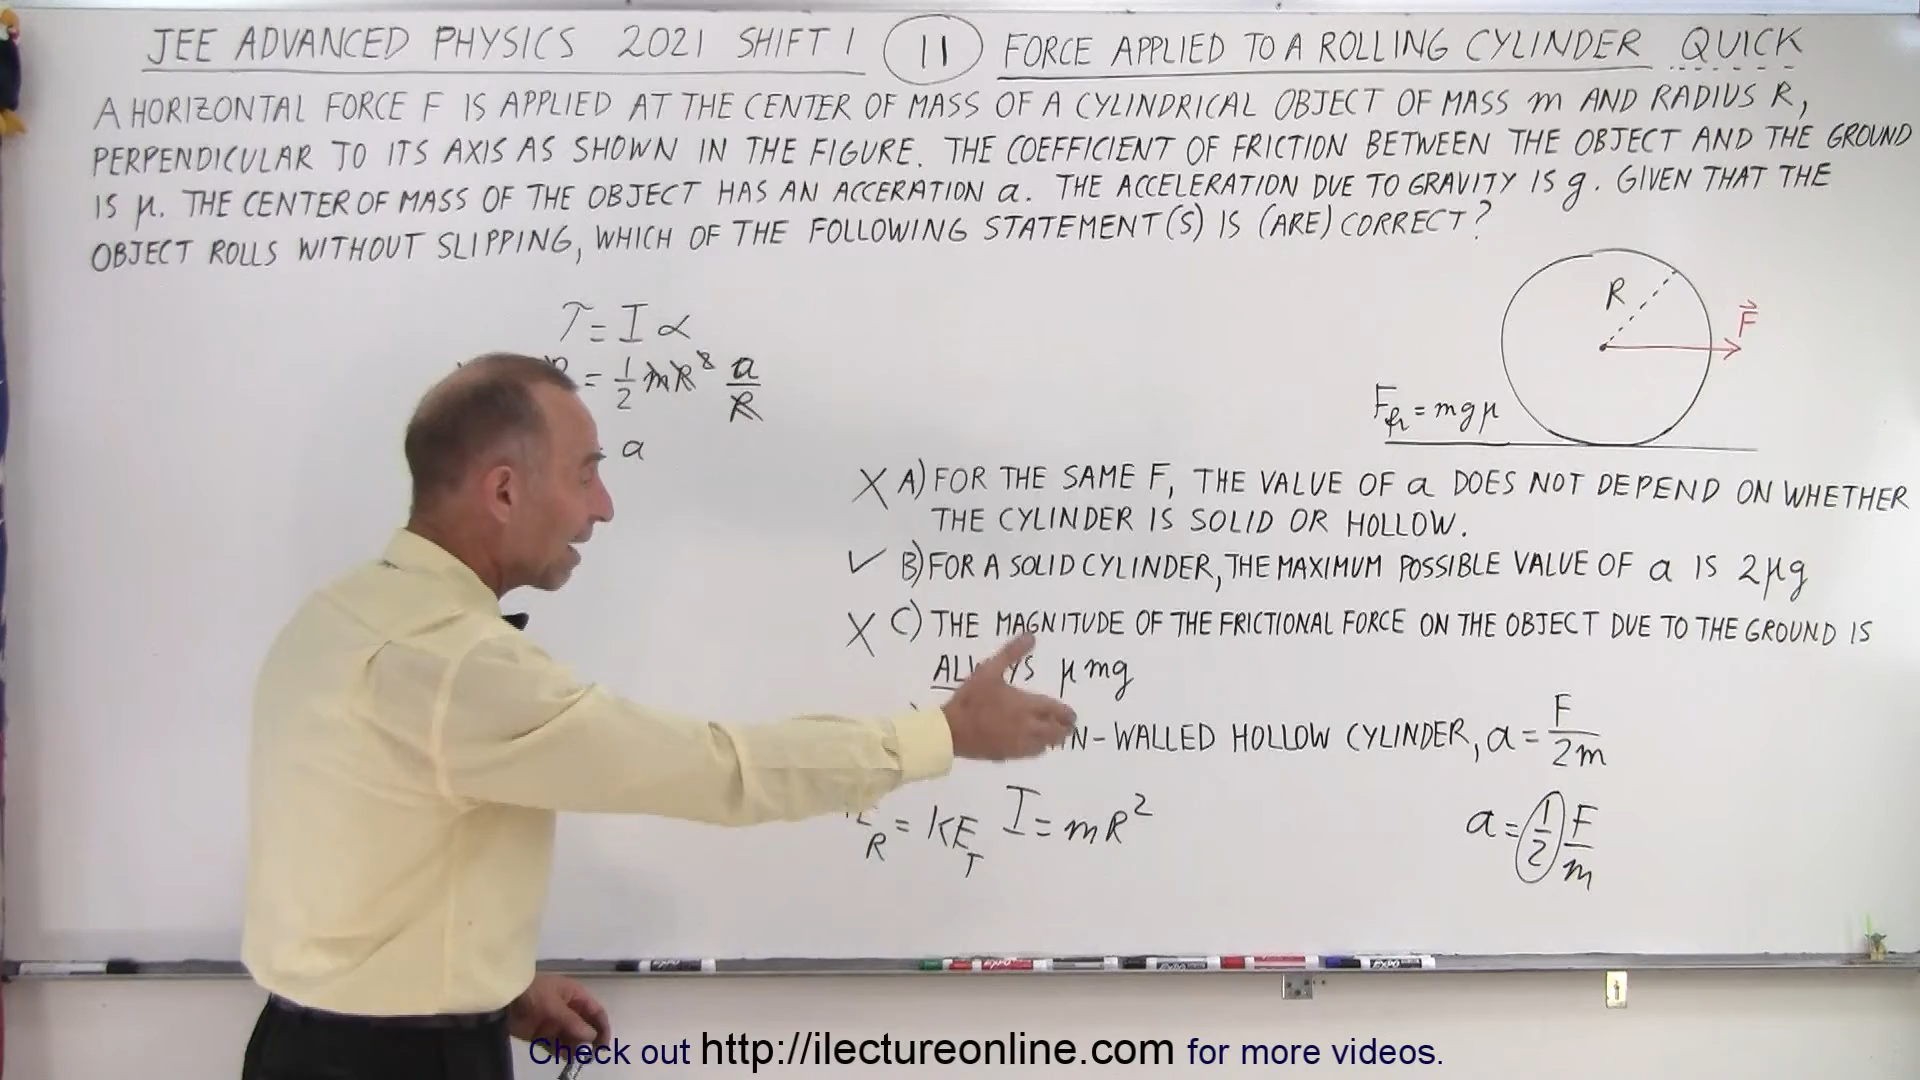 JEE ADVANCED PHYSICS 2021 SHIFT 1 11 FORCE APPLIED TO A ROLLING CYLINDER QUICK
A HORIZONTAL FORCE F IS APPLIED AT THE CENTER OF MASS OF A CYLINDRICAL OBJECT OF MASS m AND RADIUS R,
PERPENDICULAR TO ITS AXIS AS SHOWN IN THE FIGURE. THE COEFFICIENT OF FRICTION BETWEEN THE OBJECT AND THE GROUND
IS μ. THE CENTER OF MASS OF THE OBJECT HAS AN ACCERATION a. THE ACCELERATION DUE TO GRAVITY IS g. GIVEN THAT THE
OBJECT ROLLS WITHOUT SLIPPING, WHICH OF THE FOLLOWING STATEMENT(S) IS (ARE) CORRECT?
τ = I α
= 1/2 mR² a/R
a
R
F⃗
F_fr = mgμ
X A) FOR THE SAME F, THE VALUE OF a DOES NOT DEPEND ON WHETHER
THE CYLINDER IS SOLID OR HOLLOW.
✓ B) FOR A SOLID CYLINDER, THE MAXIMUM POSSIBLE VALUE OF a IS 2μg
X C) THE MAGNITUDE OF THE FRICTIONAL FORCE ON THE OBJECT DUE TO THE GROUND IS
ALWAYS μmg
-WALLED HOLLOW CYLINDER, a = F/2m
R = KE_T I = mR² a = 1/2 F/m
EXPO
Check out http://ilectureonline.com for more videos.